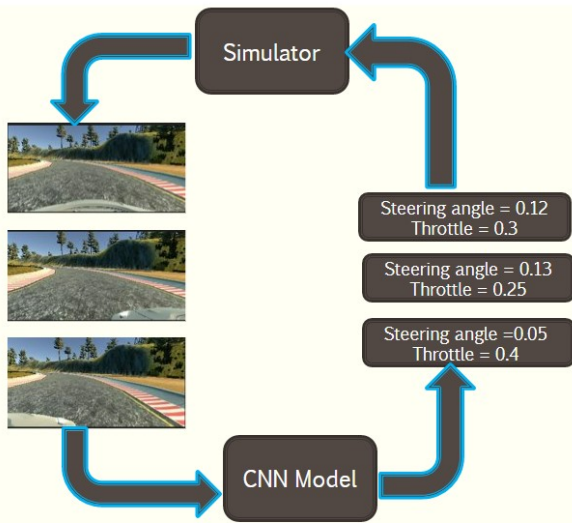 Simulator
Steering angle = 0.12
Throttle = 0.3
Steering angle = 0.13
Throttle = 0.25
Steering angle =0.05
Throttle = 0.4
CNN Model